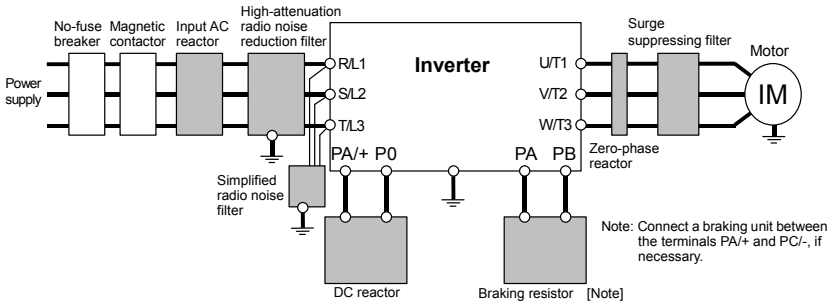 No-fuse
breaker
Magnetic
contactor
Input AC
reactor
High-attenuation
radio noise
reduction filter
Surge
suppressing filter
Motor
Power
supply
R/L1
S/L2
T/L3
Inverter
U/T1
V/T2
W/T3
IM
PA/+ P0
PA PB
Zero-phase
reactor
Simplified
radio noise
filter
Note: Connect a braking unit between
the terminals PA/+ and PC/-, if
necessary.
DC reactor
Braking resistor [Note]